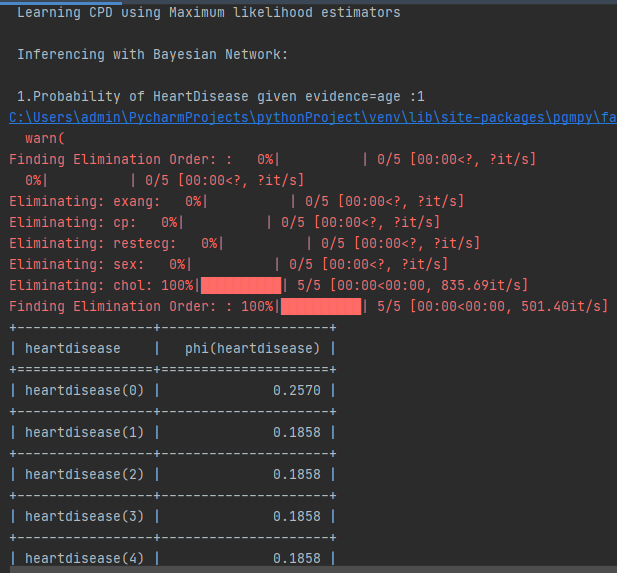 Learning CPD using Maximum likelihood estimators
Inferencing with Bayesian Network:
1.Probability of HeartDisease given evidence=age :1
C:\Users\admin\PycharmProjects\pythonProject\venv\lib\site-packages\pgmpy\fa
warn(
Finding Elimination Order: :   0%|          | 0/5 [00:00<?, ?it/s]
0%|          | 0/5 [00:00<?, ?it/s]
Eliminating: exang:   0%|          | 0/5 [00:00<?, ?it/s]
Eliminating: cp:   0%|          | 0/5 [00:00<?, ?it/s]
Eliminating: restecg:   0%|          | 0/5 [00:00<?, ?it/s]
Eliminating: sex:   0%|          | 0/5 [00:00<?, ?it/s]
Eliminating: chol: 100%|██████████| 5/5 [00:00<00:00, 835.69it/s]
Finding Elimination Order: : 100%|██████████| 5/5 [00:00<00:00, 501.40it/s]
+-----------------+---------------------+
| heartdisease    |   phi(heartdisease) |
+=================+=====================+
| heartdisease(0) |              0.2570 |
+-----------------+---------------------+
| heartdisease(1) |              0.1858 |
+-----------------+---------------------+
| heartdisease(2) |              0.1858 |
+-----------------+---------------------+
| heartdisease(3) |              0.1858 |
+-----------------+---------------------+
| heartdisease(4) |              0.1858 |